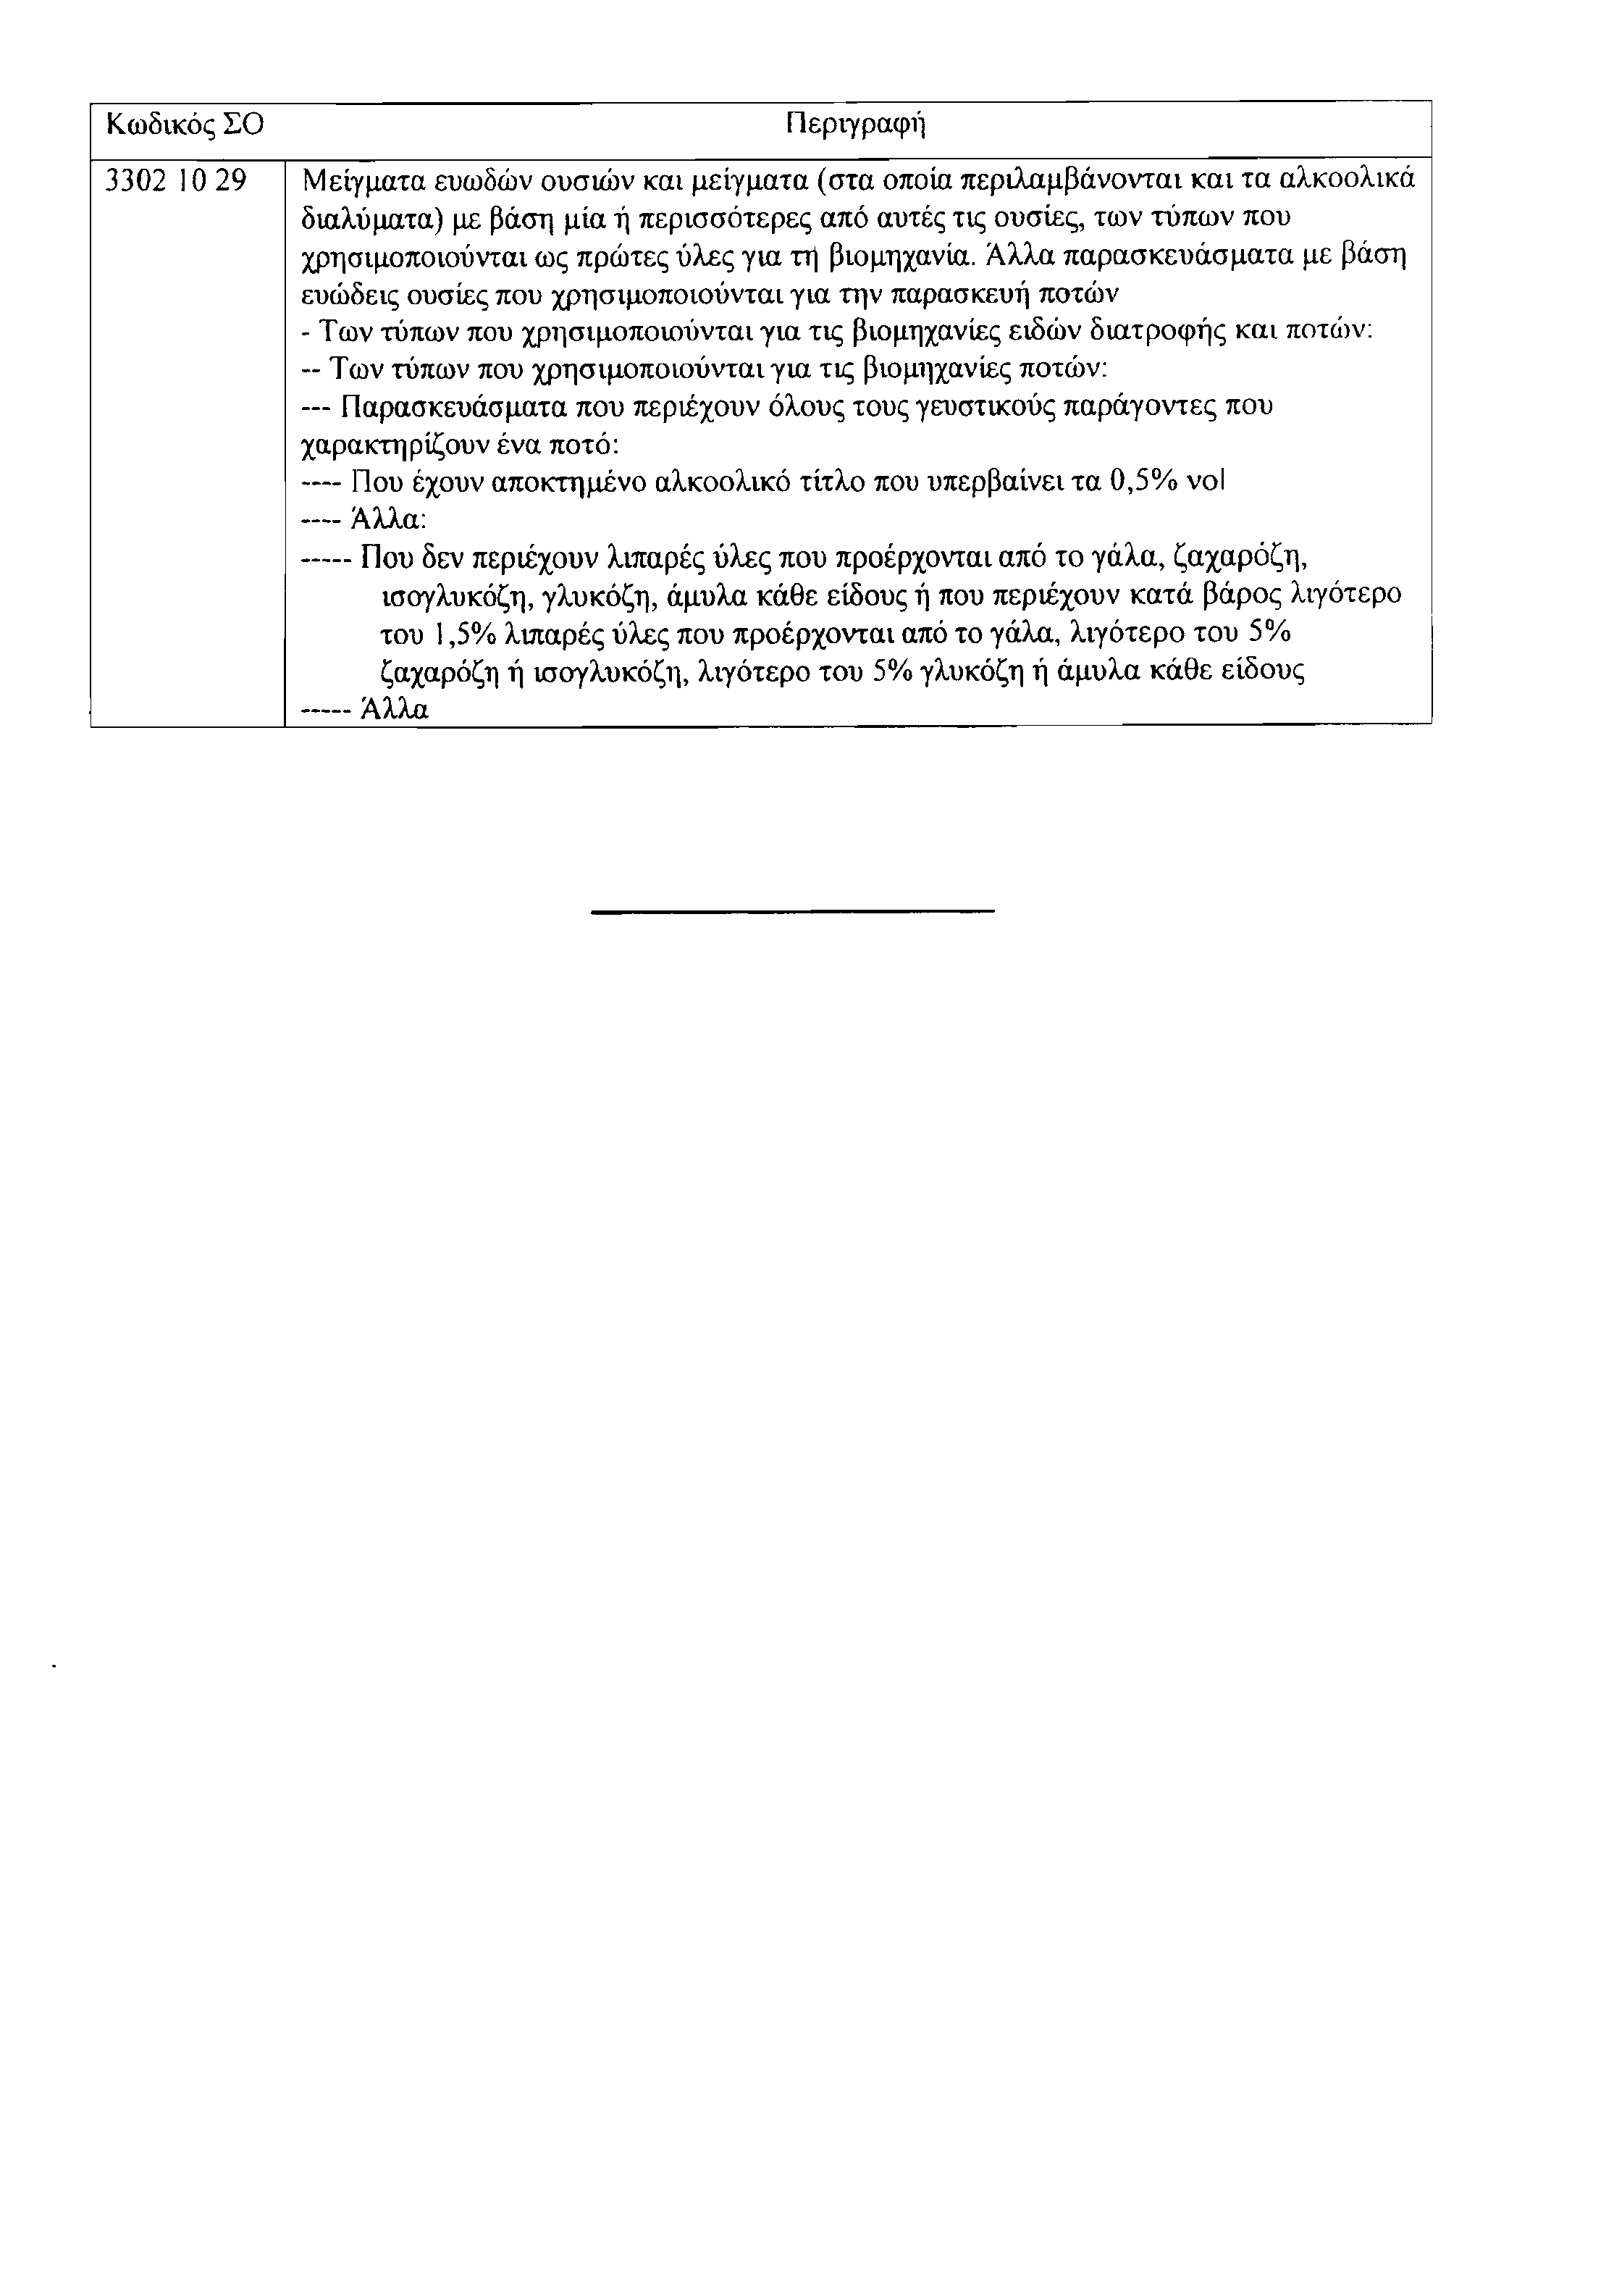 Κωδικός ΣΟ Περιγραφή
3302 10 29 Μείγματα ευωδών ουσιών και μείγματα (στα οποία περιλαμβάνονται και τα αλκοολικά
διαλύματα) με βάση μία ή περισσότερες από αυτές τις ουσίες, των τύπων που
χρησιμοποιούνται ως πρώτες ύλες για τη βιομηχανία. Άλλα παρασκευάσματα με βάση
ευώδεις ουσίες που χρησιμοποιούνται για την παρασκευή ποτών
- Των τύπων που χρησιμοποιούνται για τις βιομηχανίες ειδών διατροφής και ποτών:
-- Των τύπων που χρησιμοποιούνται για τις βιομηχανίες ποτών:
--- Παρασκευάσματα που περιέχουν όλους τους γευστικούς παράγοντες που
χαρακτηρίζουν ένα ποτό:
---- Που έχουν αποκτημένο αλκοολικό τίτλο που υπερβαίνει τα 0,5% vol
---- Άλλα:
----- Που δεν περιέχουν λιπαρές ύλες που προέρχονται από το γάλα, ζαχαρόζη,
ισογλυκόζη, γλυκόζη, άμυλα κάθε είδους ή που περιέχουν κατά βάρος λιγότερο
του 1,5% λιπαρές ύλες που προέρχονται από το γάλα, λιγότερο του 5%
ζαχαρόζη ή ισογλυκόζη, λιγότερο του 5% γλυκόζη ή άμυλα κάθε είδους
----- Άλλα